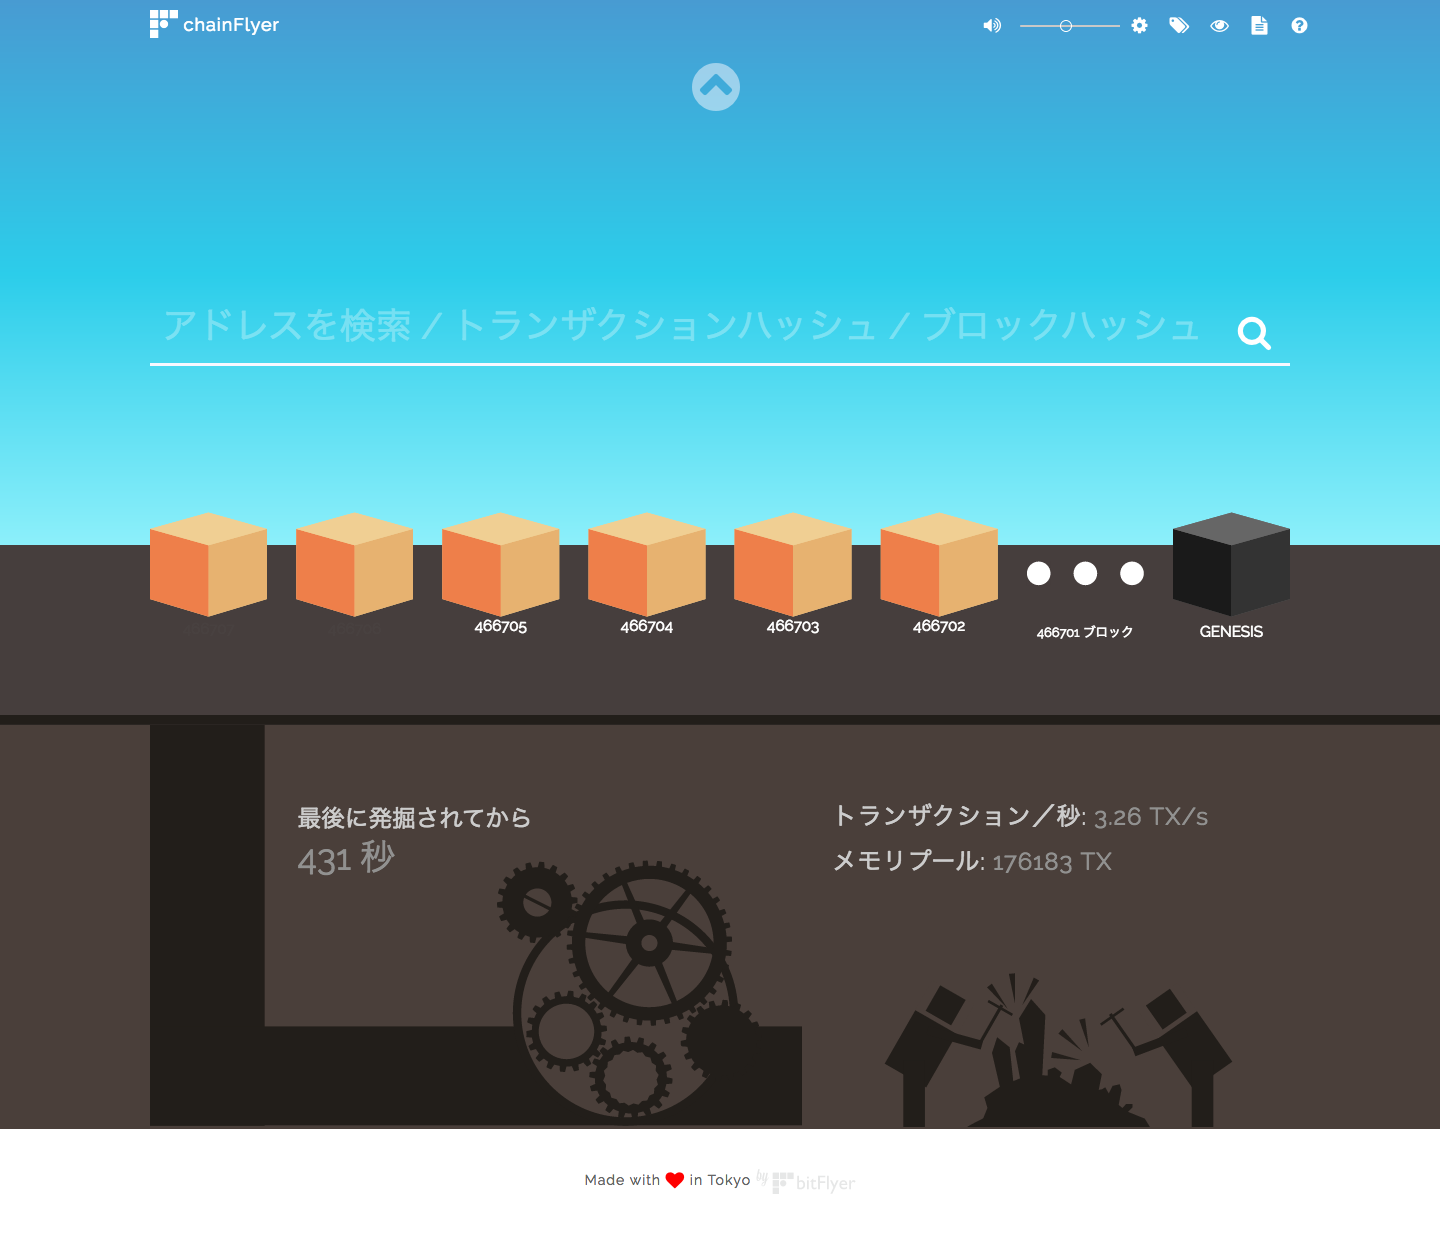 chainFlyer
アドレスを検索 / トランザクションハッシュ / ブロックハッシュ
466705
466704
466703
466702
466701 ブロック
GENESIS
最後に発掘されてから
431 秒
トランザクション／秒: 3.26 TX/s
メモリプール: 176183 TX
Made with in Tokyo by bitFlyer